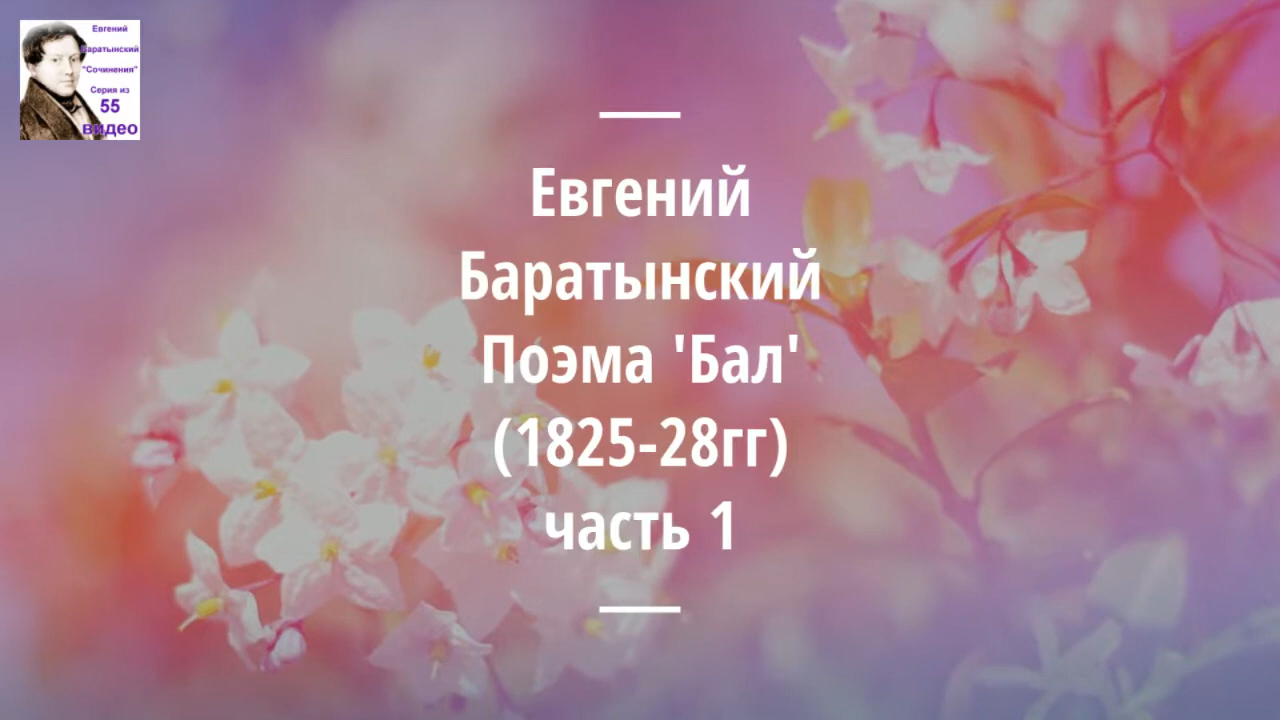 Евгений
Баратынский
"Сочинения"
Серия из
55
видео
Евгений
Баратынский
Поэма 'Бал'
(1825-28гг)
часть 1